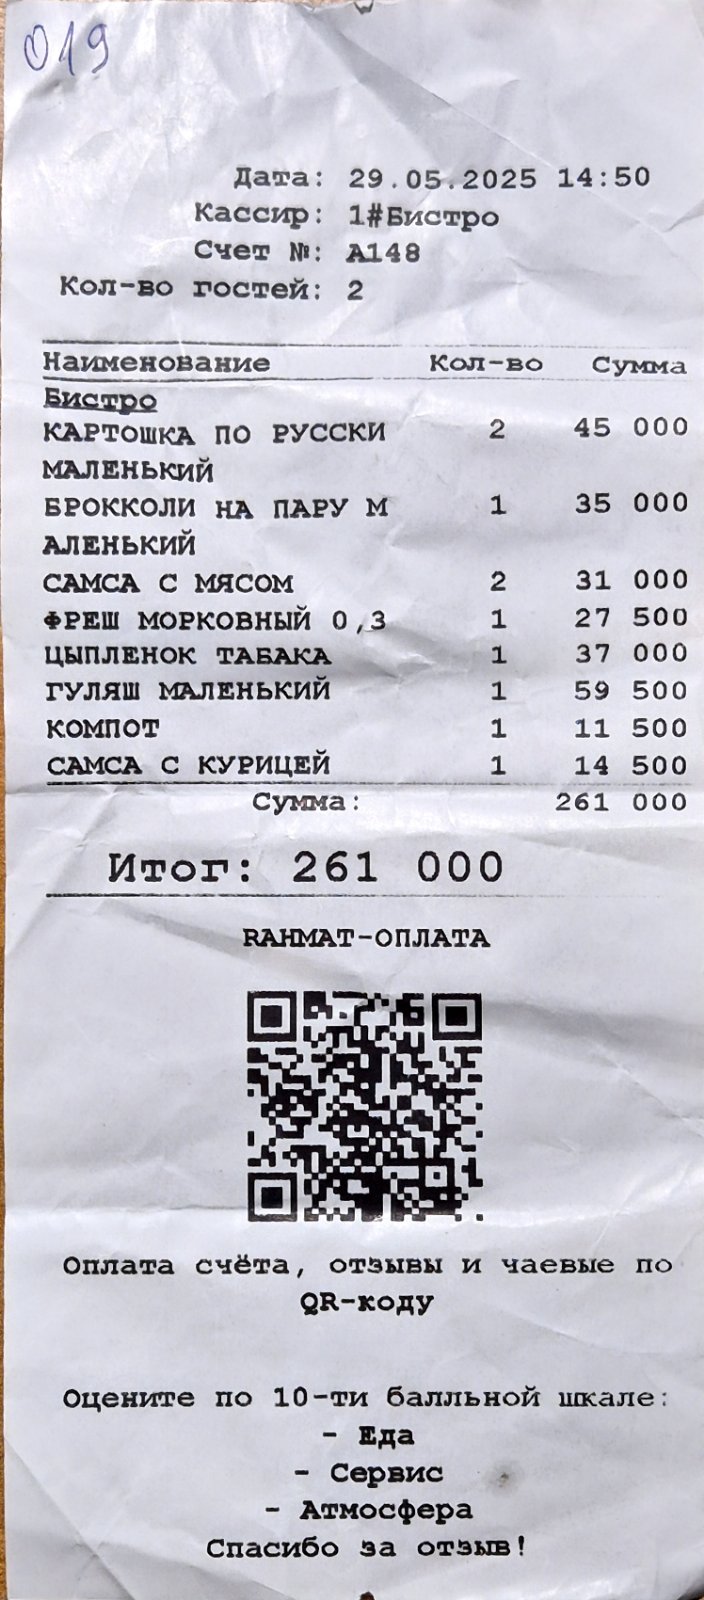 019
Дата: 29.05.2025 14:50
Кассир: 1#Бистро
Счет №: A148
Кол-во гостей: 2
Наименование Кол-во Сумма
Бистро
КАРТОШКА ПО РУССКИ 2 45 000
МАЛЕНЬКИЙ
БРОККОЛИ НА ПАРУ М 1 35 000
АЛЕНЬКИЙ
САМСА С МЯСОМ 2 31 000
ФРЕШ МОРКОВНЫЙ 0,3 1 27 500
ЦЫПЛЕНОК ТАБАКА 1 37 000
ГУЛЯШ МАЛЕНЬКИЙ 1 59 500
КОМПОТ 1 11 500
САМСА С КУРИЦЕЙ 1 14 500
Сумма: 261 000
Итог: 261 000
RAHMAT-ОПЛАТА
Оплата счёта, отзывы и чаевые по
QR-коду
Оцените по 10-ти балльной шкале:
- Еда
- Сервис
- Атмосфера
Спасибо за отзыв!